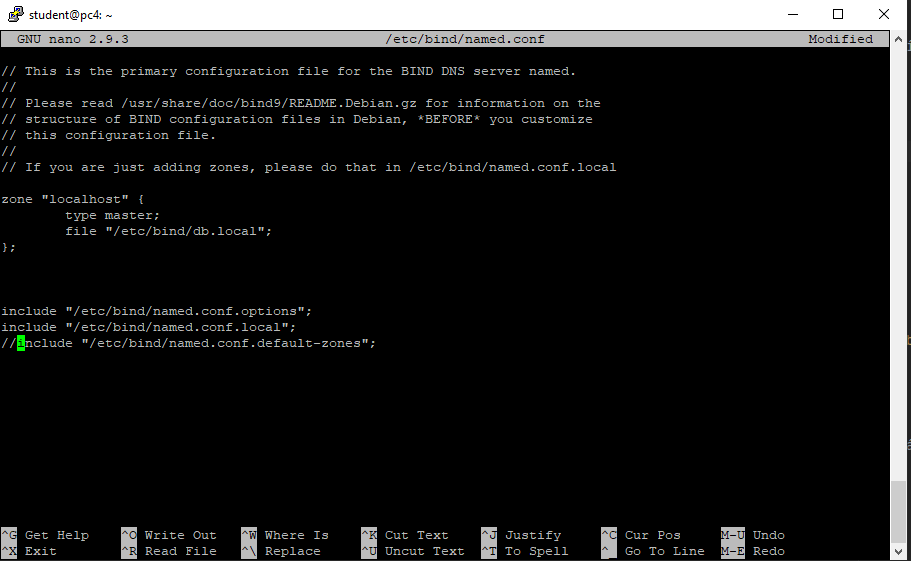 student@pc4: ~
GNU nano 2.9.3 /etc/bind/named.conf Modified
// This is the primary configuration file for the BIND DNS server named.
//
// Please read /usr/share/doc/bind9/README.Debian.gz for information on the
// structure of BIND configuration files in Debian, *BEFORE* you customize
// this configuration file.
//
// If you are just adding zones, please do that in /etc/bind/named.conf.local
zone "localhost" {
        type master;
        file "/etc/bind/db.local";
};
include "/etc/bind/named.conf.options";
include "/etc/bind/named.conf.local";
//include "/etc/bind/named.conf.default-zones";
^G Get Help ^O Write Out ^W Where Is ^K Cut Text ^J Justify ^C Cur Pos M-U Undo
^X Exit ^R Read File ^\ Replace ^U Uncut Text ^T To Spell ^_ Go To Line M-E Redo